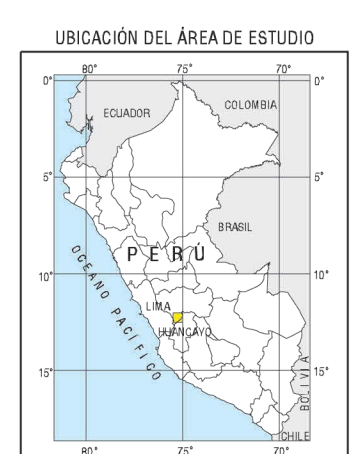 UBICACIÓN DEL ÁREA DE ESTUDIO
80° 75° 70°
0° 0°
ECUADOR
COLOMBIA
5° 5°
BRASIL
PERÚ
OCEANO PACÍFICO
10° 10°
LIMA
HUANCAYO
15° 15°
BOLIVIA
CHILE
80° 75° 70°